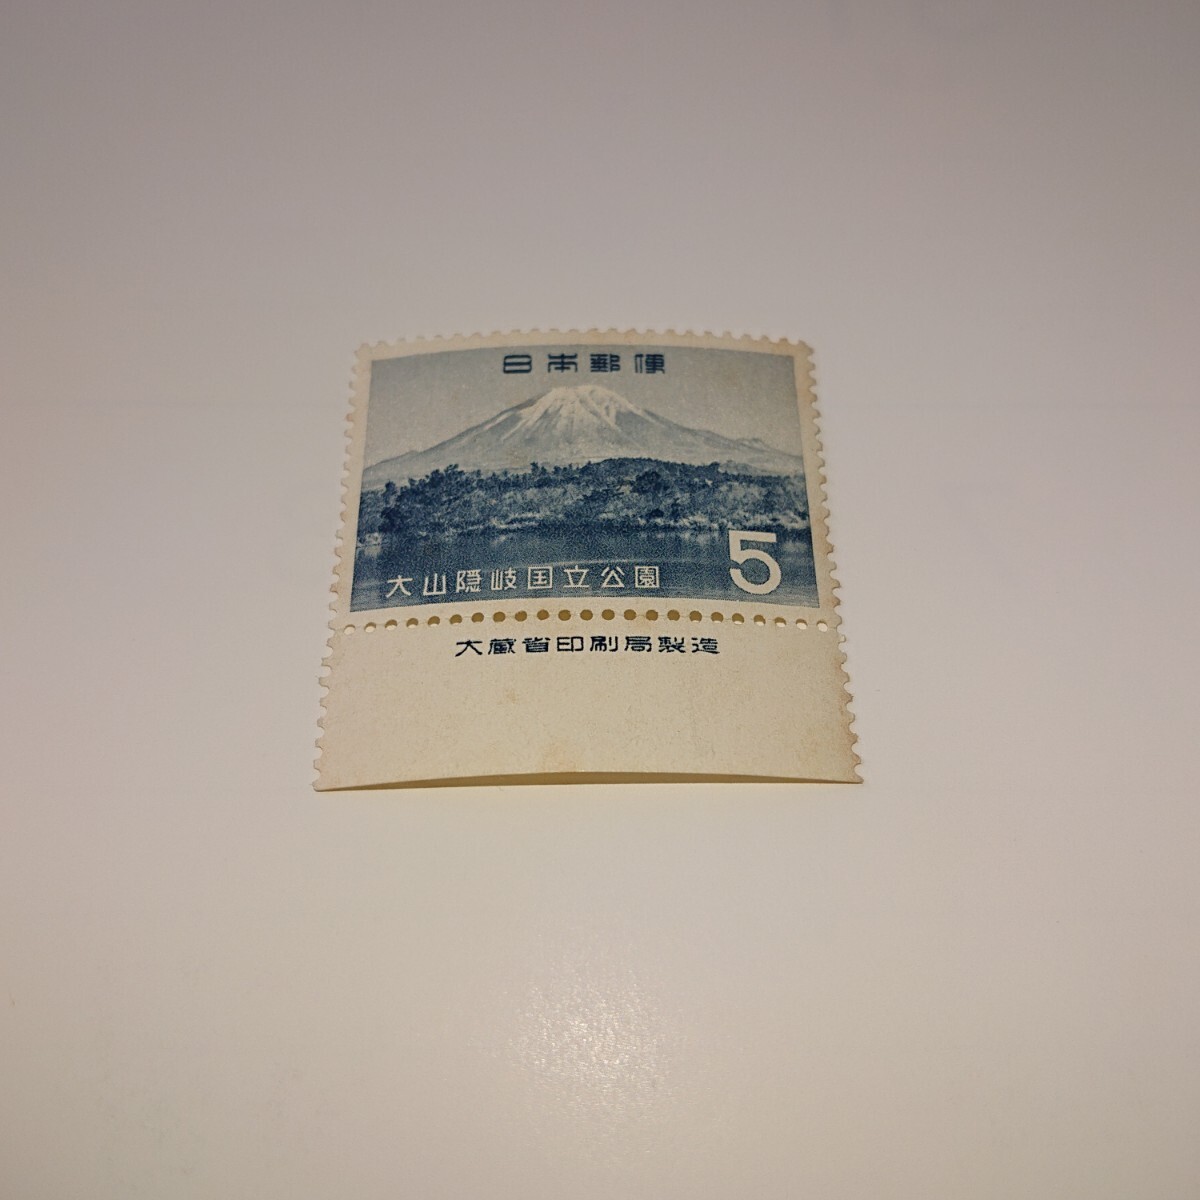 日本郵便
5
大山隠岐国立公園
大蔵省印刷局製造